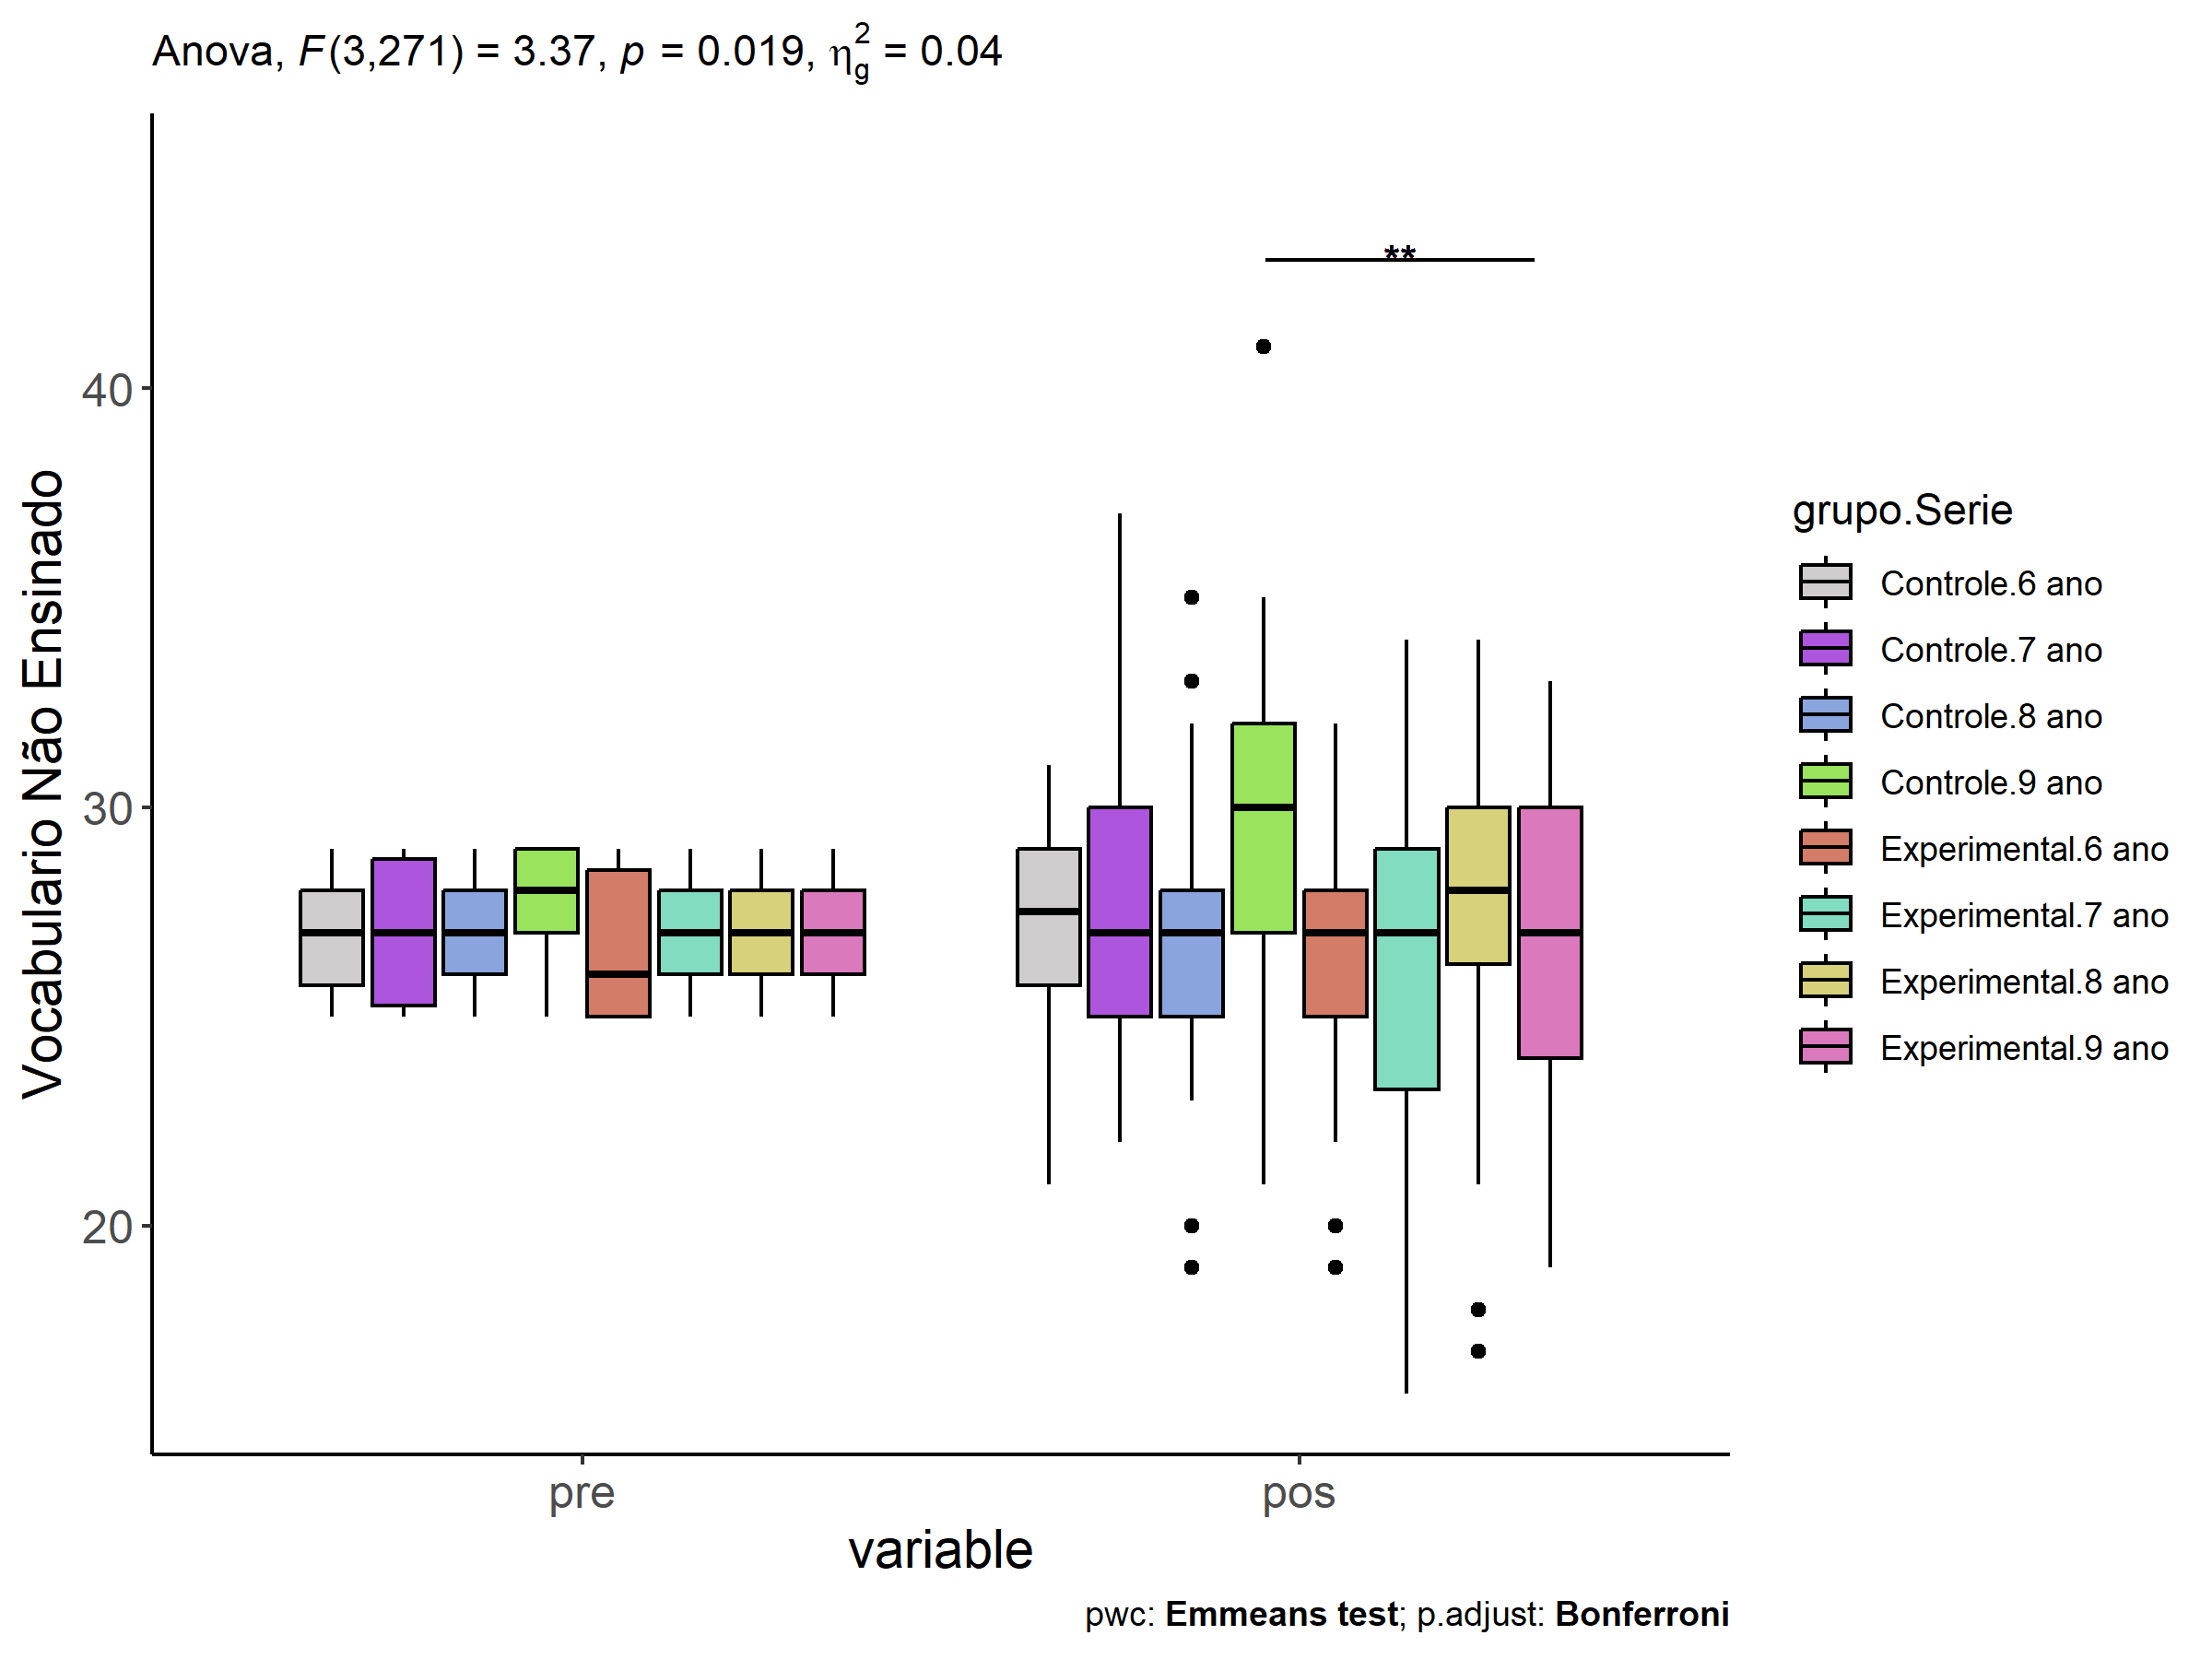 Anova, F(3,271) = 3.37, p = 0.019, η²g = 0.04
**
40
30
20
Vocabulario Não Ensinado
pre
pos
variable
pwc: Emmeans test; p.adjust: Bonferroni
grupo.Serie
Controle.6 ano
Controle.7 ano
Controle.8 ano
Controle.9 ano
Experimental.6 ano
Experimental.7 ano
Experimental.8 ano
Experimental.9 ano